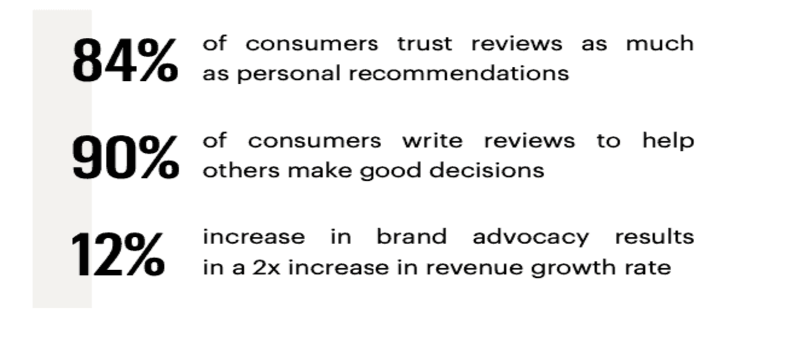 84% of consumers trust reviews as much
as personal recommendations
90% of consumers write reviews to help
others make good decisions
12% increase in brand advocacy results
in a 2x increase in revenue growth rate